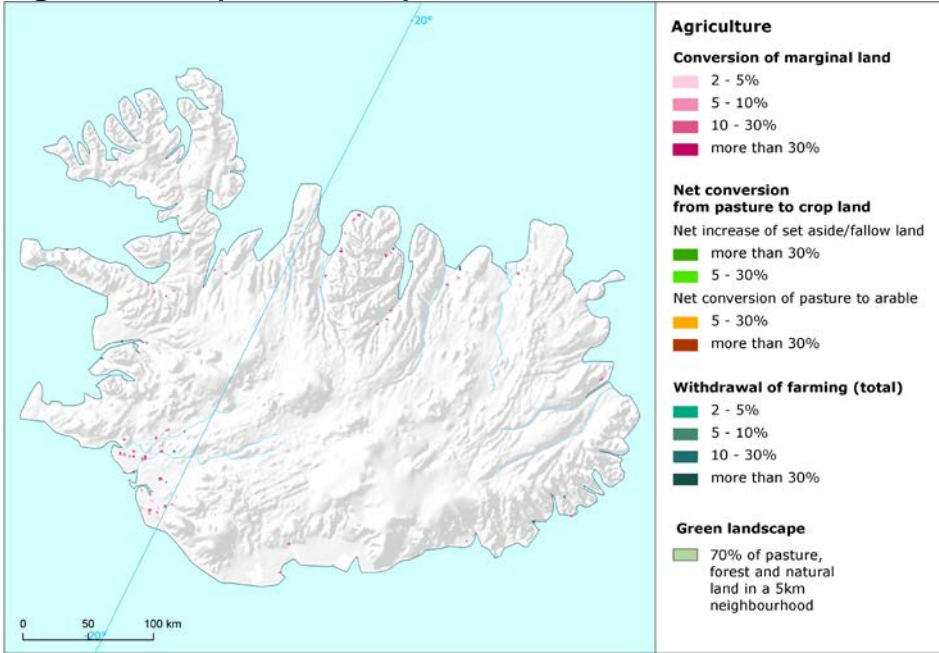 -20°
0 50 100 km
-20°
Agriculture
Conversion of marginal land
2 - 5%
5 - 10%
10 - 30%
more than 30%
Net conversion
from pasture to crop land
Net increase of set aside/fallow land
more than 30%
5 - 30%
Net conversion of pasture to arable
5 - 30%
more than 30%
Withdrawal of farming (total)
2 - 5%
5 - 10%
10 - 30%
more than 30%
Green landscape
70% of pasture,
forest and natural
land in a 5km
neighbourhood